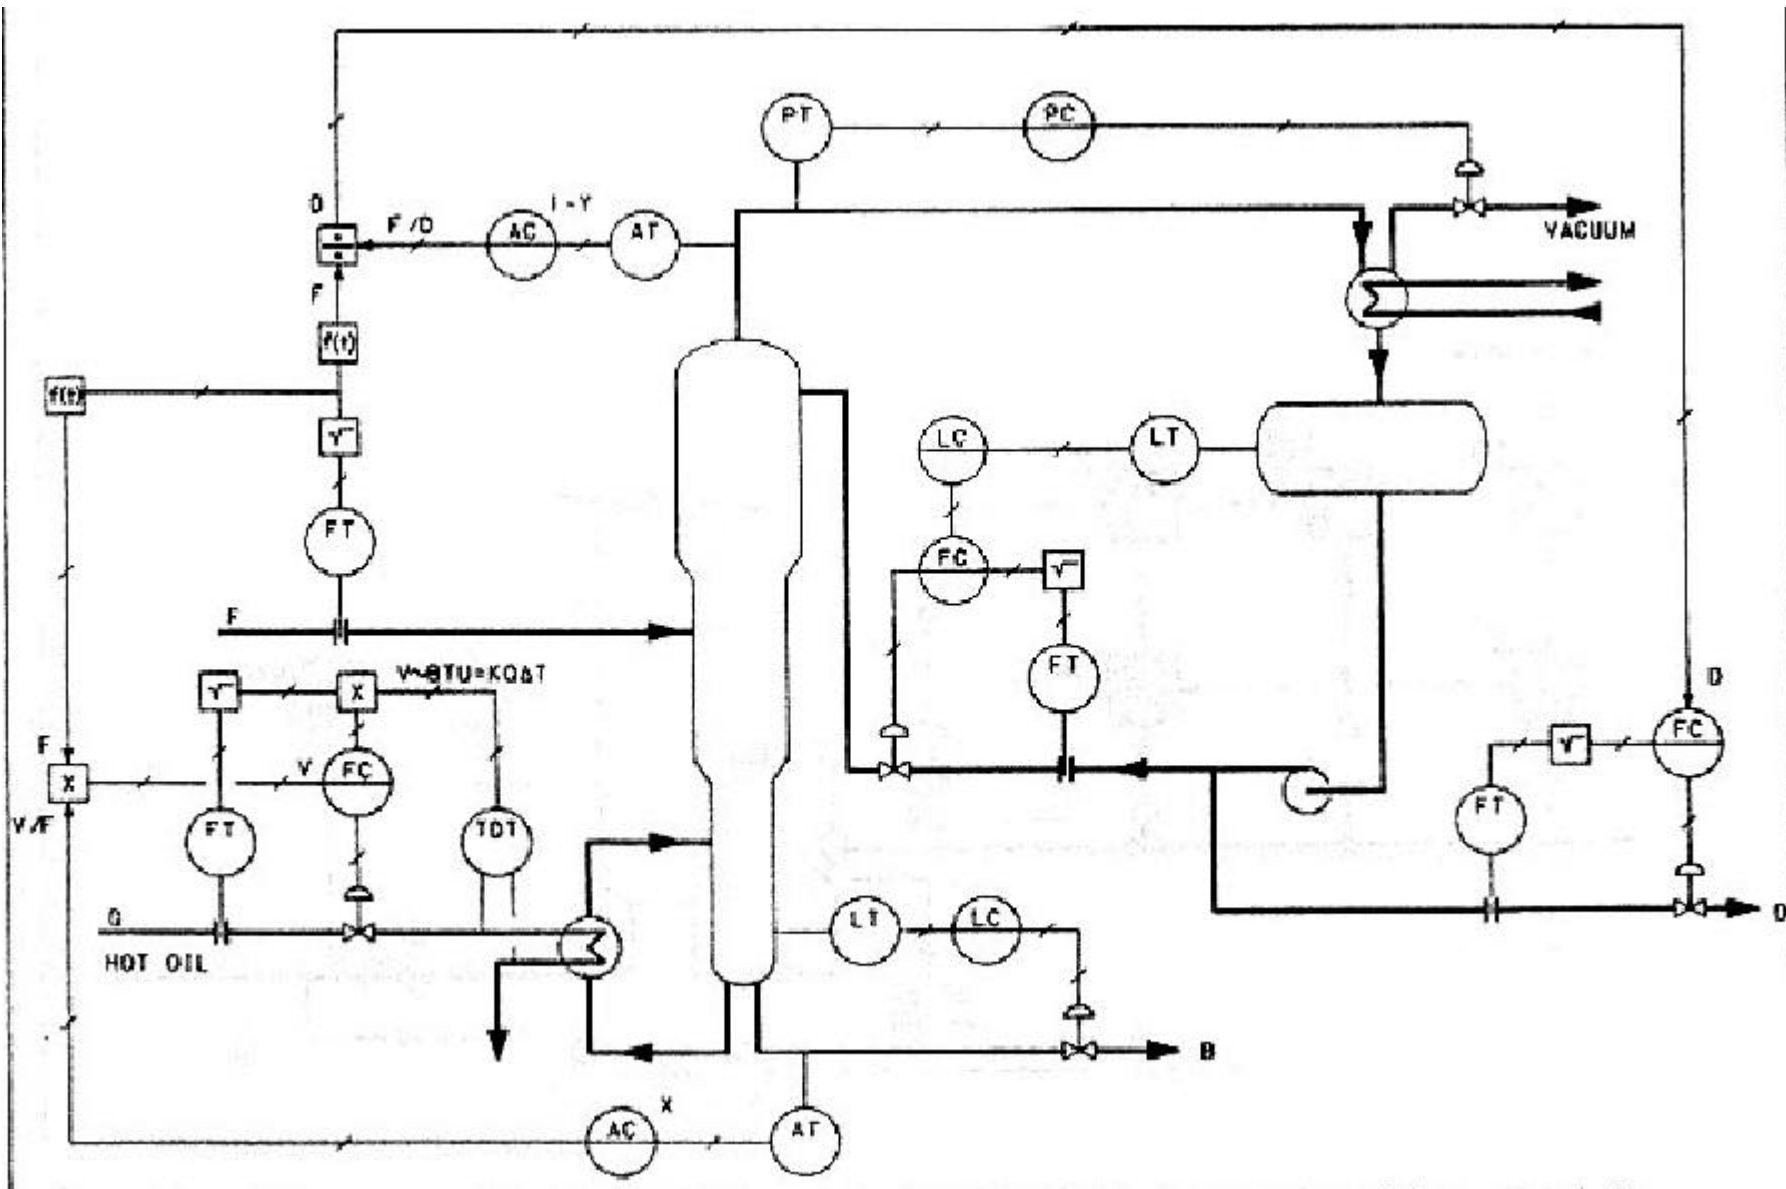 PT
PC
D
F/D
AC
1-Y
AT
VACUUM
F
f(t)
f(t)
√
LC
LT
FT
FC
√
F
FT
V~BTU=KQΔT
√
X
D
F
V
FC
√
FC
X
V/F
FT
TDT
FT
Q
LT
LC
D
HOT OIL
B
X
AC
AT